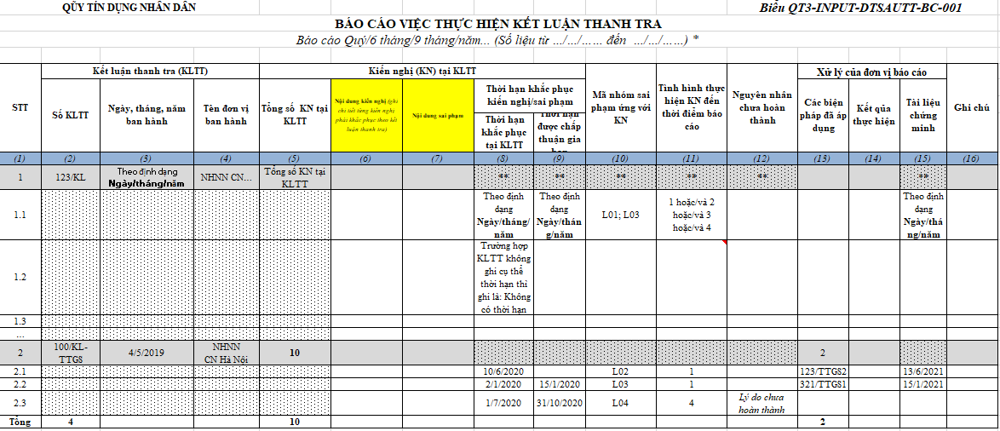 QŨY TÍN DỤNG NHÂN DÂN
Biểu QT3-INPUT-DTSAUTT-BC-001
BÁO CÁO VIỆC THỰC HIỆN KẾT LUẬN THANH TRA
Báo cáo Quý/6 tháng/9 tháng/năm... (Số liệu từ .../.../…... đến .../.../…...) *
STT
Kết luận thanh tra (KLTT)
Kiến nghị (KN) tại KLTT
Mã nhóm sai
phạm ứng với
KN
Tình hình thực
hiện KN đến
thời điểm báo
cáo
Nguyên nhân
chưa hoàn
thành
Xử lý của đơn vị báo cáo
Ghi chú
Số KLTT
Ngày, tháng, năm
ban hành
Tên đơn vị
ban hành
Tổng số KN tại
KLTT
Nội dung kiến nghị (ghi
chi tiết từng kiến nghị
phải khắc phục theo kết
luận thanh tra)
Nội dung sai phạm
Thời hạn khắc phục
kiến nghị/sai phạm
Thời hạn
khắc phục
tại KLTT
Thời hạn
được chấp
thuận gia
hạn
Các biện
pháp đã áp
dụng
Kết qủa
thực hiện
Tài liệu
chứng
minh
(1) (2) (3) (4) (5) (6) (7) (8) (9) (10) (11) (12) (13) (14) (15) (16)
1
123/KL
Theo định dạng
Ngày/tháng/năm
NHNN CN...
Tổng số KN tại
KLTT
** ** ** ** ** **
1.1
Theo định
dạng
Ngày/tháng/
năm
Theo định
dạng
Ngày/thán
g/năm
L01; L03
1 hoặc/và 2
hoặc/và 3
hoặc/và 4
Theo định
dạng
Ngày/thá
ng/năm
1.2
Trường hợp
KLTT không
ghi cụ thể
thời hạn thì
ghi là: Không
có thời hạn
1.3
...
2
100/KL-
TTGS
4/5/2019
NHNN
CN Hà Nội
10
2
2.1 10/6/2020 L02 1 123/TTGS2 13/6/2021
2.2 2/1/2020 15/1/2020 L03 1 321/TTGS1 15/1/2021
2.3 1/7/2020 31/10/2020 L04 4
Lý do chưa
hoàn thành
Tổng 4 10 2